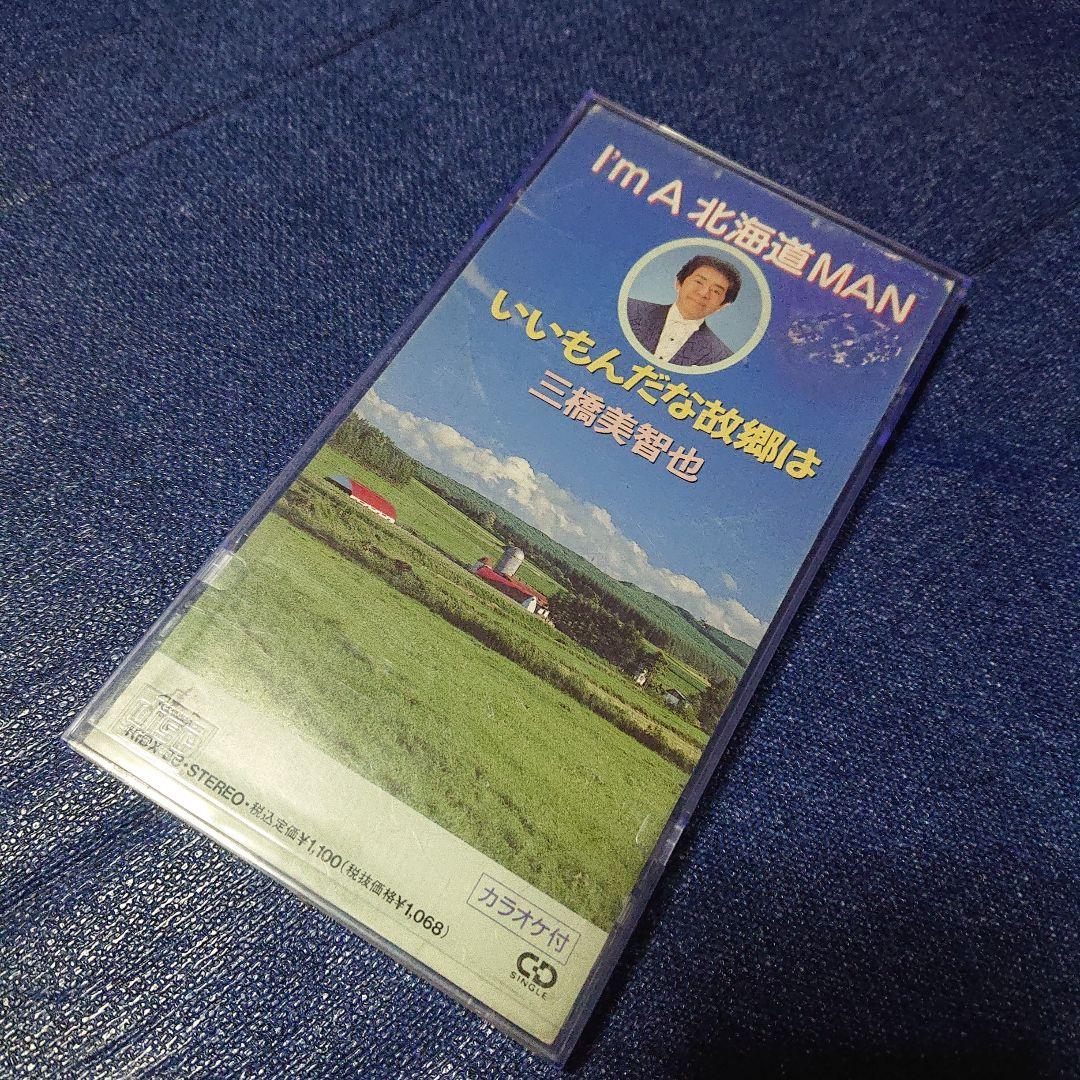 I'm A 北海道MAN
いいもんだな故郷は
三橋美智也
STEREO・税込定価¥1,100(税抜価格¥1,068)
カラオケ付
CD
SINGLE